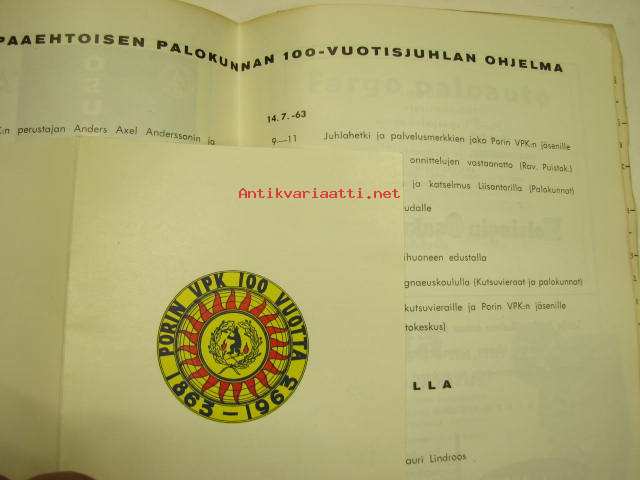 PAAEHTOISEN PALOKUNNAN 100-VUOTISJUHLAN OHJELMA
14. 7. -63
:n perustajan Anders Axel Anderssonin ja
9—11 Juhlahetki ja palvelusmerkkien jako Porin VPK:n jäsenille
onnittelujen vastaanotto (Rav. Puistok.)
ja katselmus Liisantorilla (Palokunnat)
udalle
ihuoneen edustalla
gnaeuskoululla (Kutsuvieraat ja palokunnat)
kutsuvieraille ja Porin VPK:n jäsenille
tokeskus)
LLA
auri Lindroos
Antikvariaatti.net
PORIN VPK 100 VUOTTA
1863-1963